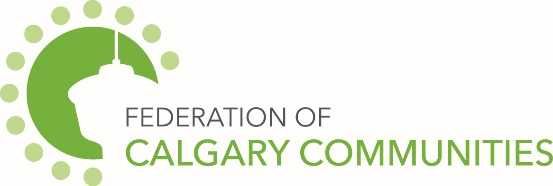 FEDERATION OF
CALGARY COMMUNITIES